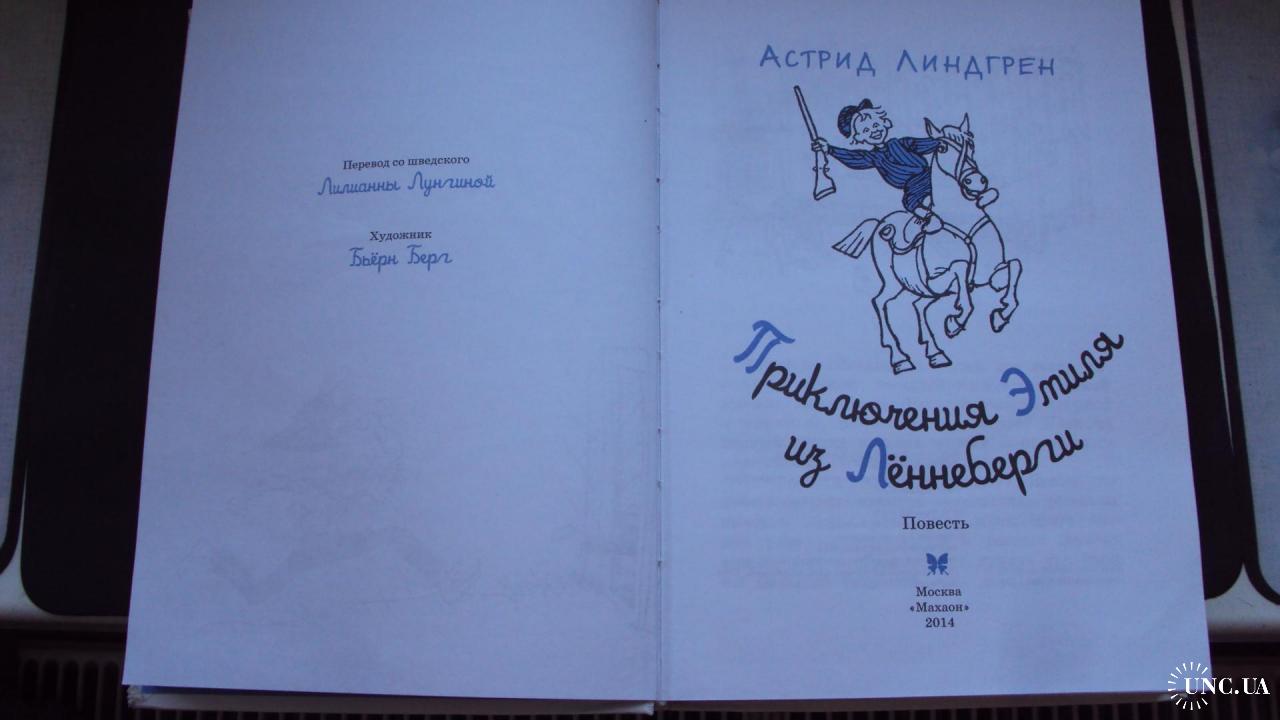 Перевод со шведского
Лилианны Лунгиной
Художник
Бьёрн Берг
АСТРИД ЛИНДГРЕН
Приключения Эмиля
из Лённеберги
Повесть
Москва
«Махаон»
2014
UNC.UA